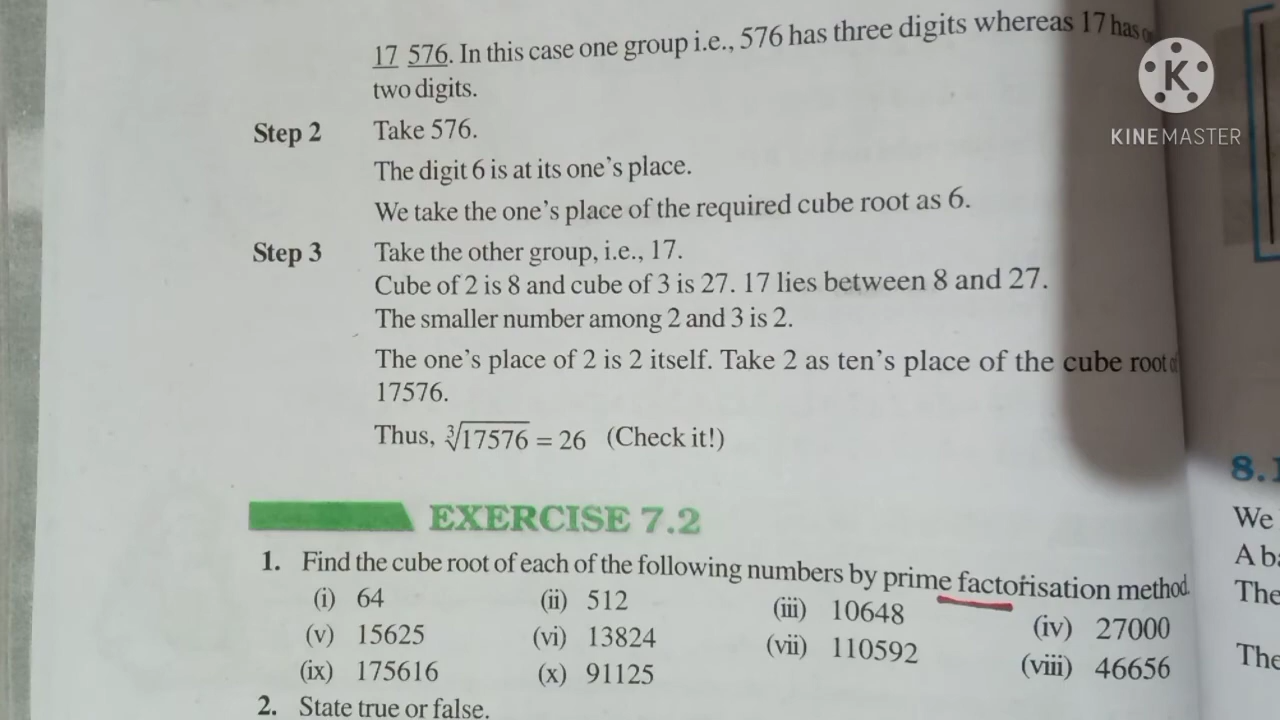 17 576. In this case one group i.e., 576 has three digits whereas 17 has
two digits.
Step 2 Take 576.
The digit 6 is at its one's place.
We take the one's place of the required cube root as 6.
Step 3 Take the other group, i.e., 17.
Cube of 2 is 8 and cube of 3 is 27. 17 lies between 8 and 27.
The smaller number among 2 and 3 is 2.
The one's place of 2 is 2 itself. Take 2 as ten's place of the cube root of
17576.
Thus, ∛17576 = 26 (Check it!)
EXERCISE 7.2
1. Find the cube root of each of the following numbers by prime factorisation method.
(i) 64 (ii) 512 (iii) 10648 (iv) 27000
(v) 15625 (vi) 13824 (vii) 110592 (viii) 46656
(ix) 175616 (x) 91125
2. State true or false.
K
KINEMASTER
8.1
We
A
The
The